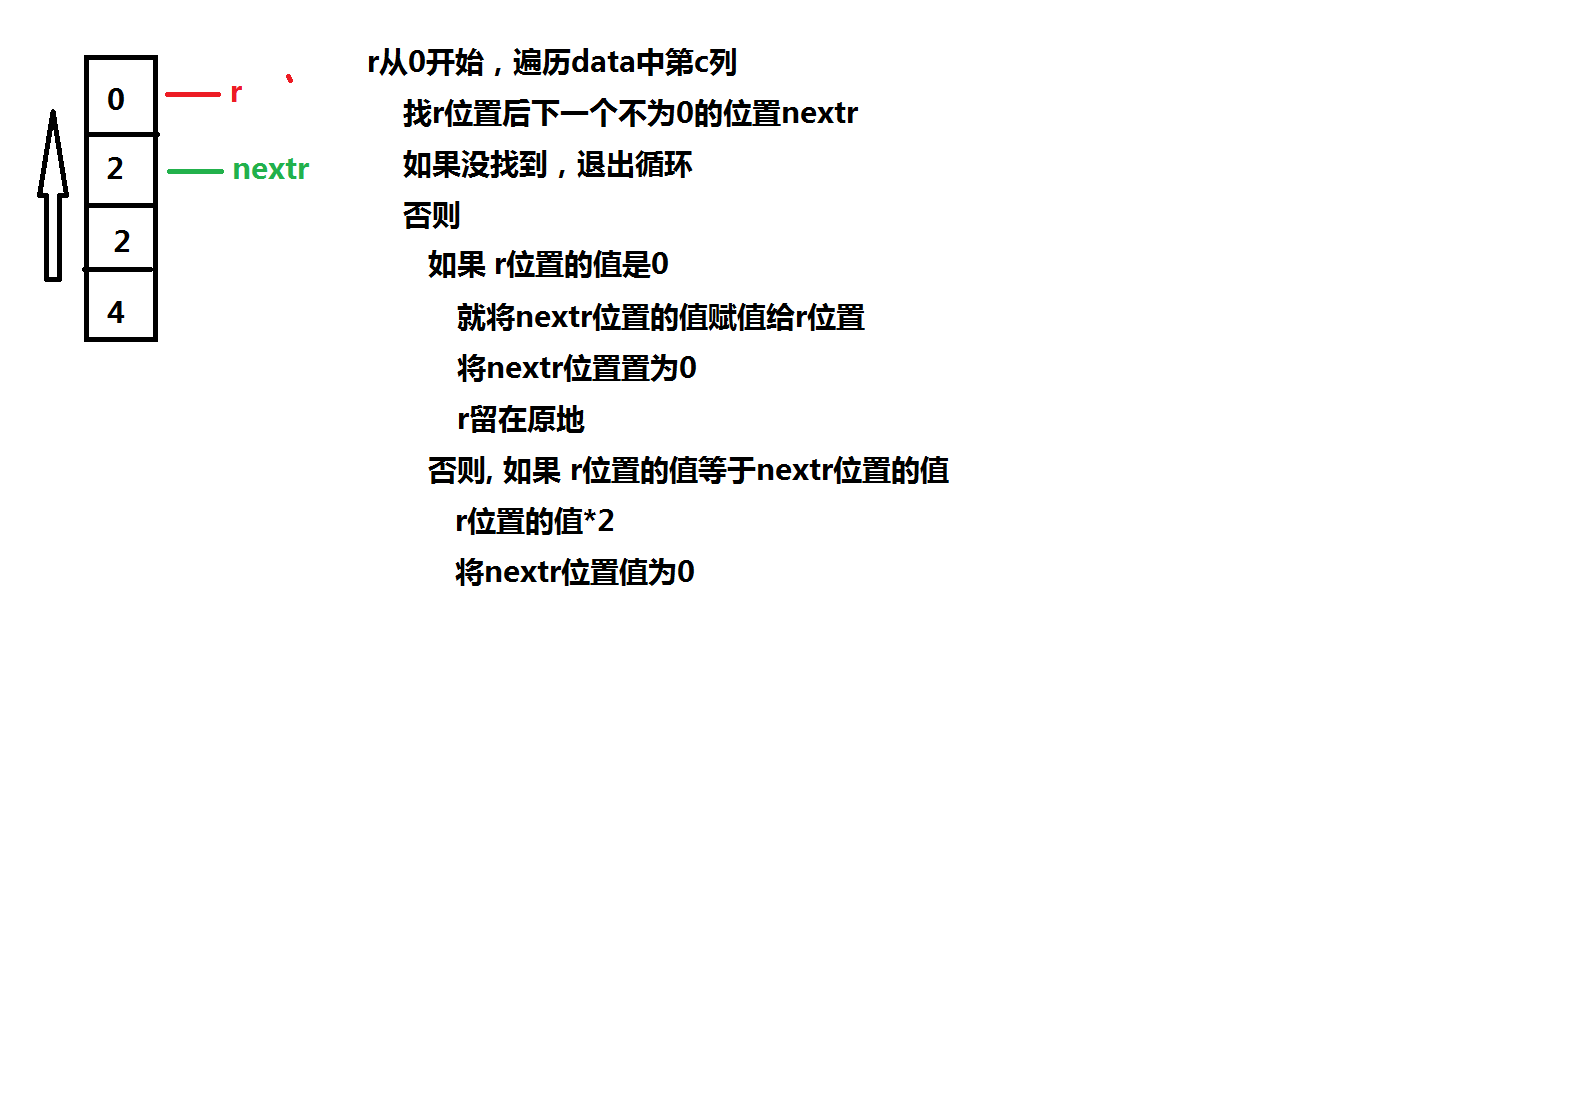 0
r
2
nextr
2
4
r从0开始，遍历data中第c列
找r位置后下一个不为0的位置nextr
如果没找到，退出循环
否则
如果 r位置的值是0
就将nextr位置的值赋值给r位置
将nextr位置置为0
r留在原地
否则, 如果 r位置的值等于nextr位置的值
r位置的值*2
将nextr位置值为0